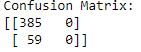 Confusion Matrix:
[[385   0]
 [ 59   0]]